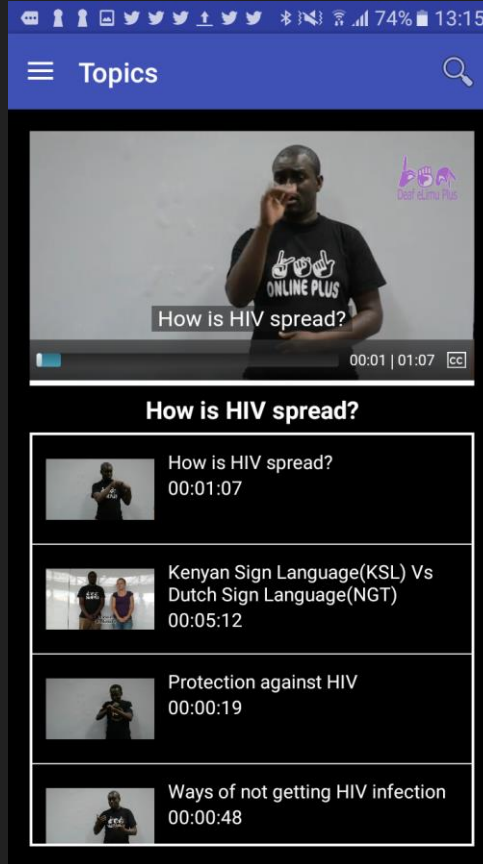 74% 13:15
Topics
Deaf eLimu Plus
ONLINE PLUS
How is HIV spread?
00:01 | 01:07 CC
How is HIV spread?
How is HIV spread?
00:01:07
Kenyan Sign Language(KSL) Vs
Dutch Sign Language(NGT)
00:05:12
Protection against HIV
00:00:19
Ways of not getting HIV infection
00:00:48